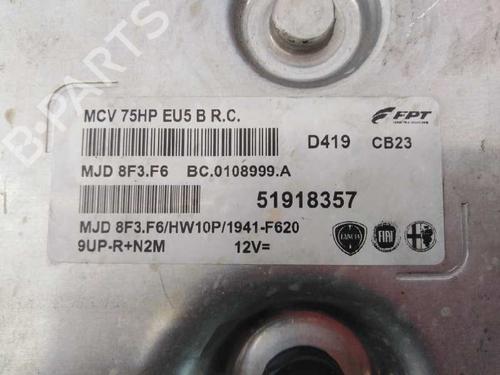 MCV 75HP EU5 B R.C.
FPT
D419 CB23
MJD 8F3.F6 BC.0108999.A
51918357
MJD 8F3.F6/HW10P/1941-F620
9UP-R+N2M 12V=
LANCIA
FIAT
B-PARTS